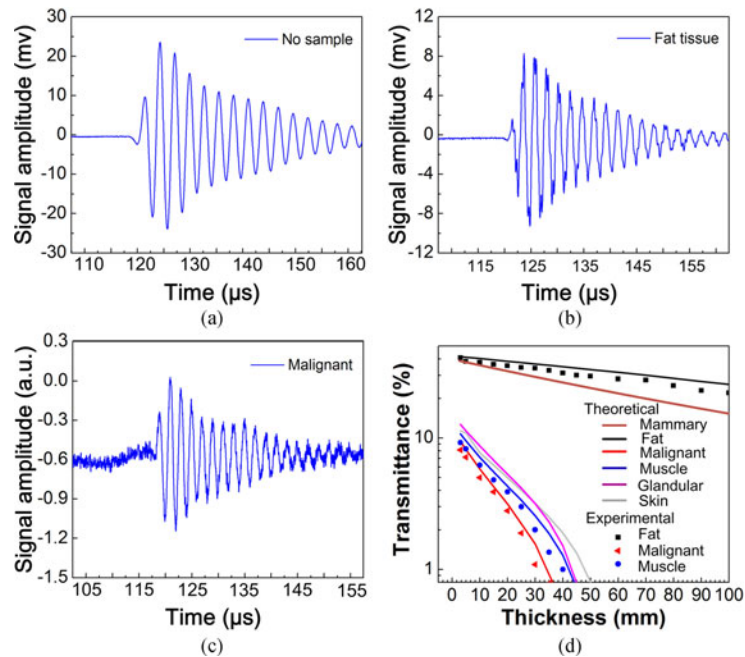 No sample
Signal amplitude (mv)
30
20
10
0
-10
-20
-30
110 120 130 140 150 160
Time (µs)
(a)
Fat tissue
Signal amplitude (mv)
12
8
4
0
-4
-8
-12
115 125 135 145 155
Time (µs)
(b)
Malignant
Signal amplitude (a.u.)
0.3
0.0
-0.3
-0.6
-0.9
-1.2
-1.5
105 115 125 135 145 155
Time (µs)
(c)
Transmittance (%)
10
1
Theoretical
Mammary
Fat
Malignant
Muscle
Glandular
Skin
Experimental
Fat
Malignant
Muscle
0 10 20 30 40 50 60 70 80 90 100
Thickness (mm)
(d)